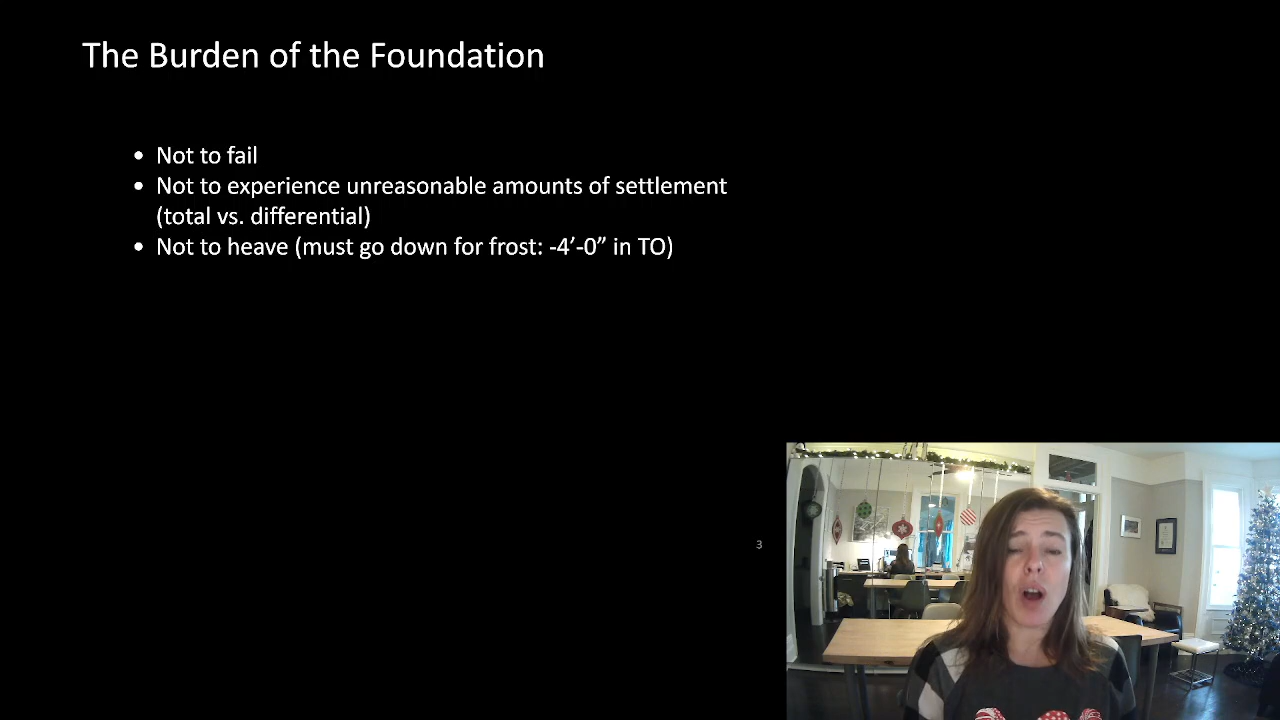 The Burden of the Foundation
• Not to fail
• Not to experience unreasonable amounts of settlement
(total vs. differential)
• Not to heave (must go down for frost: -4’-0” in TO)
3